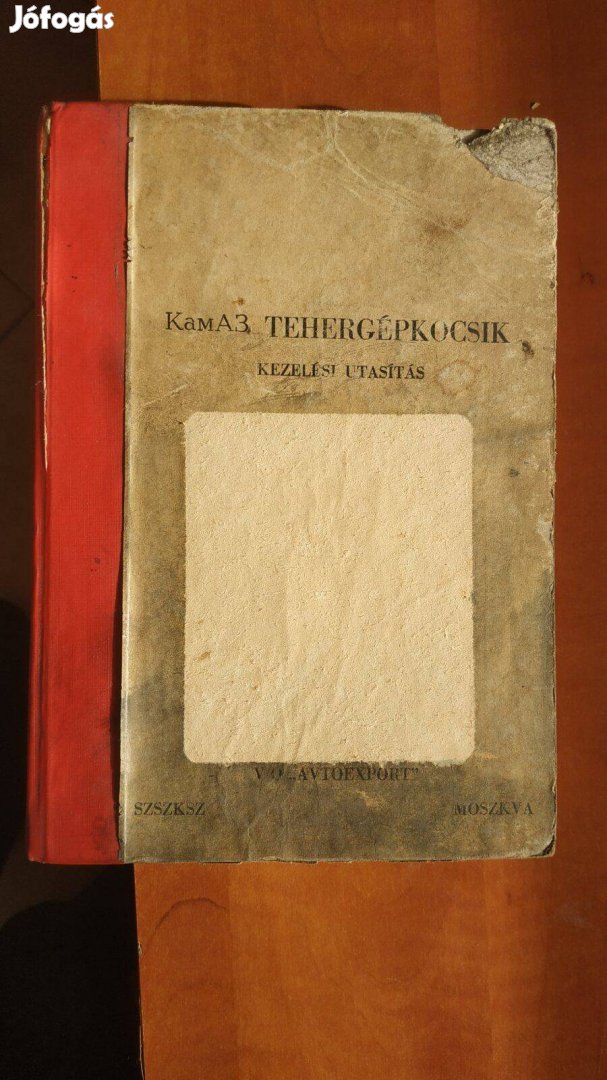 Jófogás
КамАЗ TEHERGÉPKOCSIK
KEZELÉSI UTASÍTÁS
V/O „AVTOEXPORT"
SZSZKSZ MOSZKVA